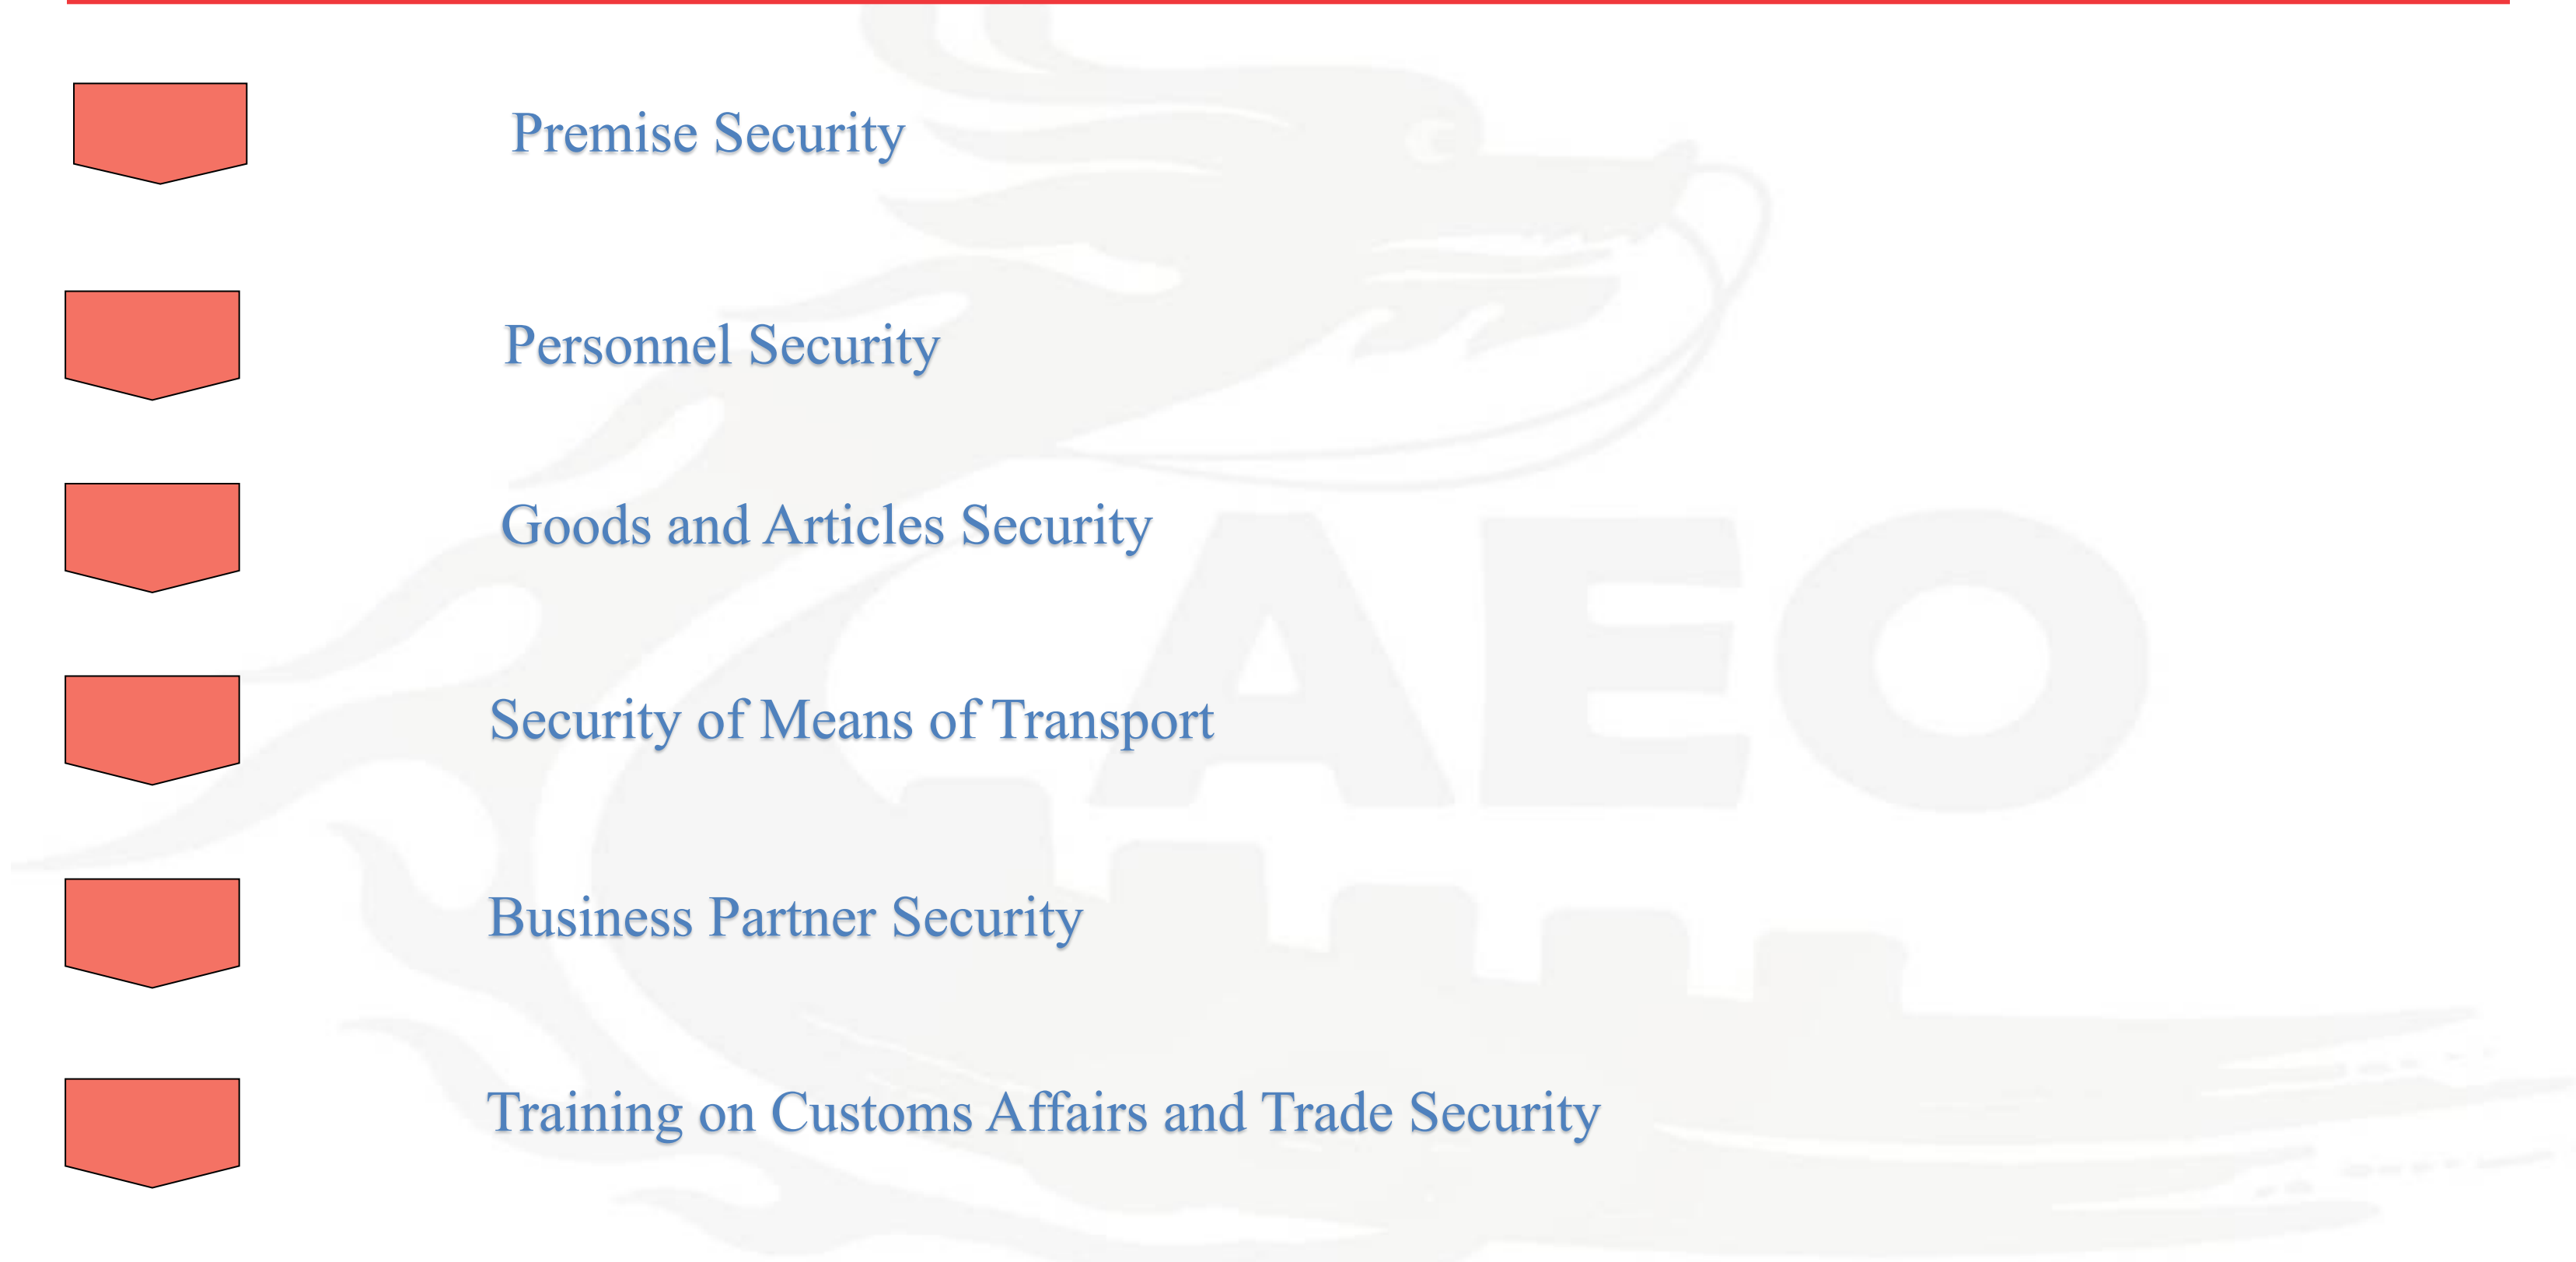 Premise Security
Personnel Security
Goods and Articles Security
AEO
Security of Means of Transport
Business Partner Security
Training on Customs Affairs and Trade Security